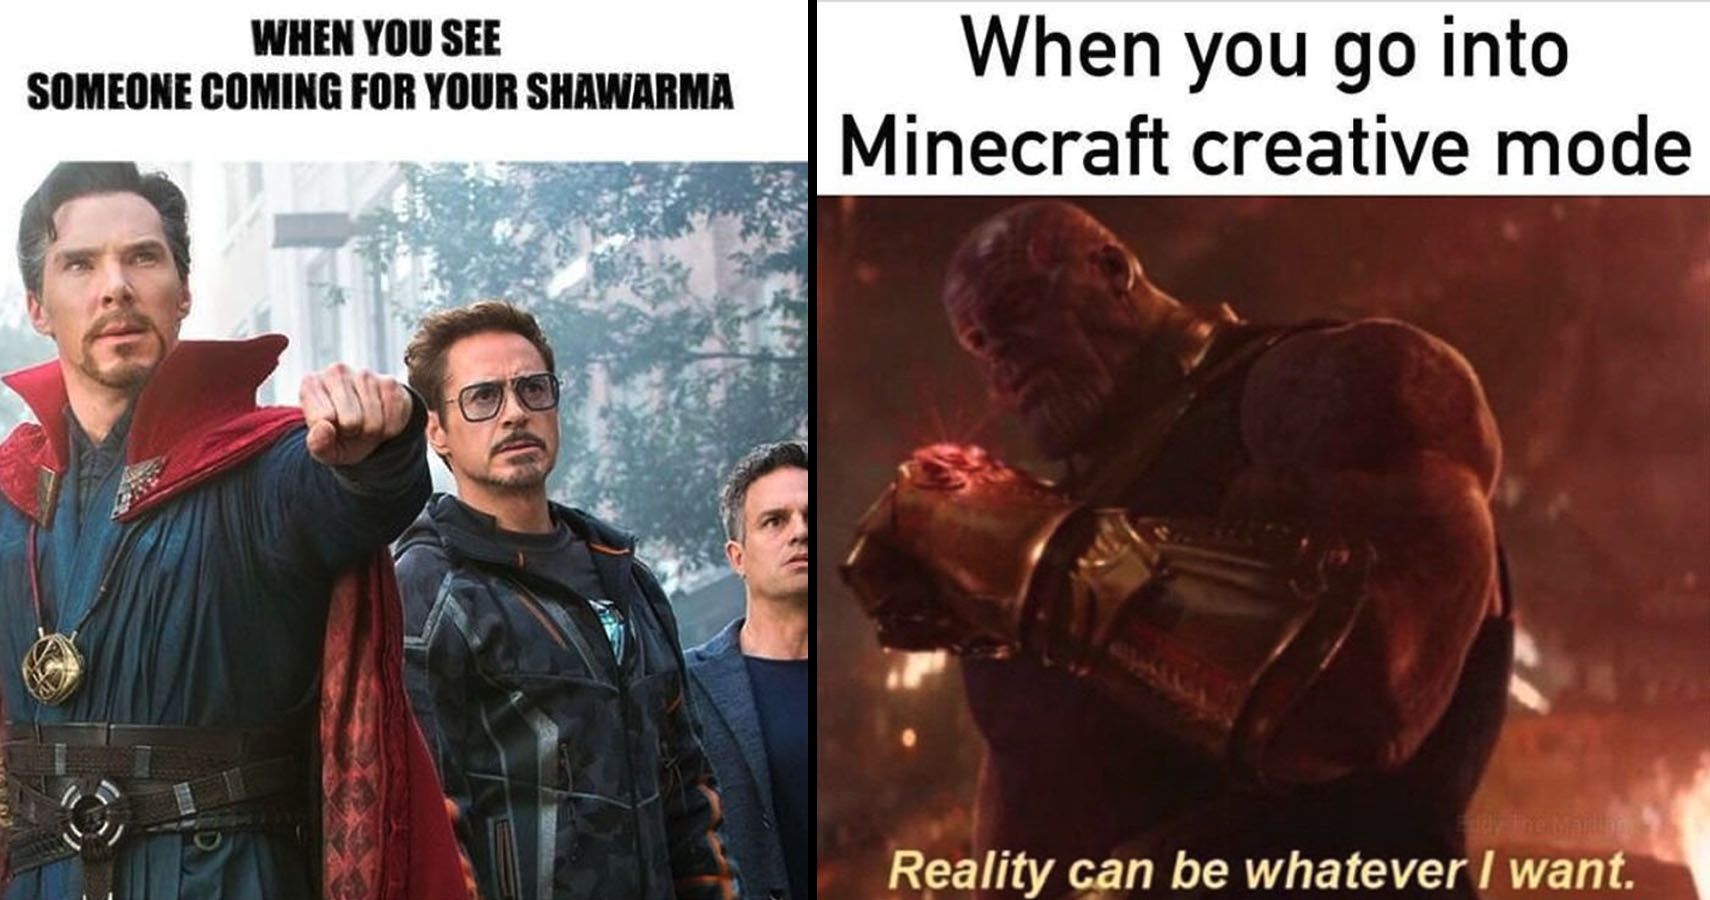 WHEN YOU SEE
SOMEONE COMING FOR YOUR SHAWARMA
When you go into
Minecraft creative mode
Reality can be whatever I want.